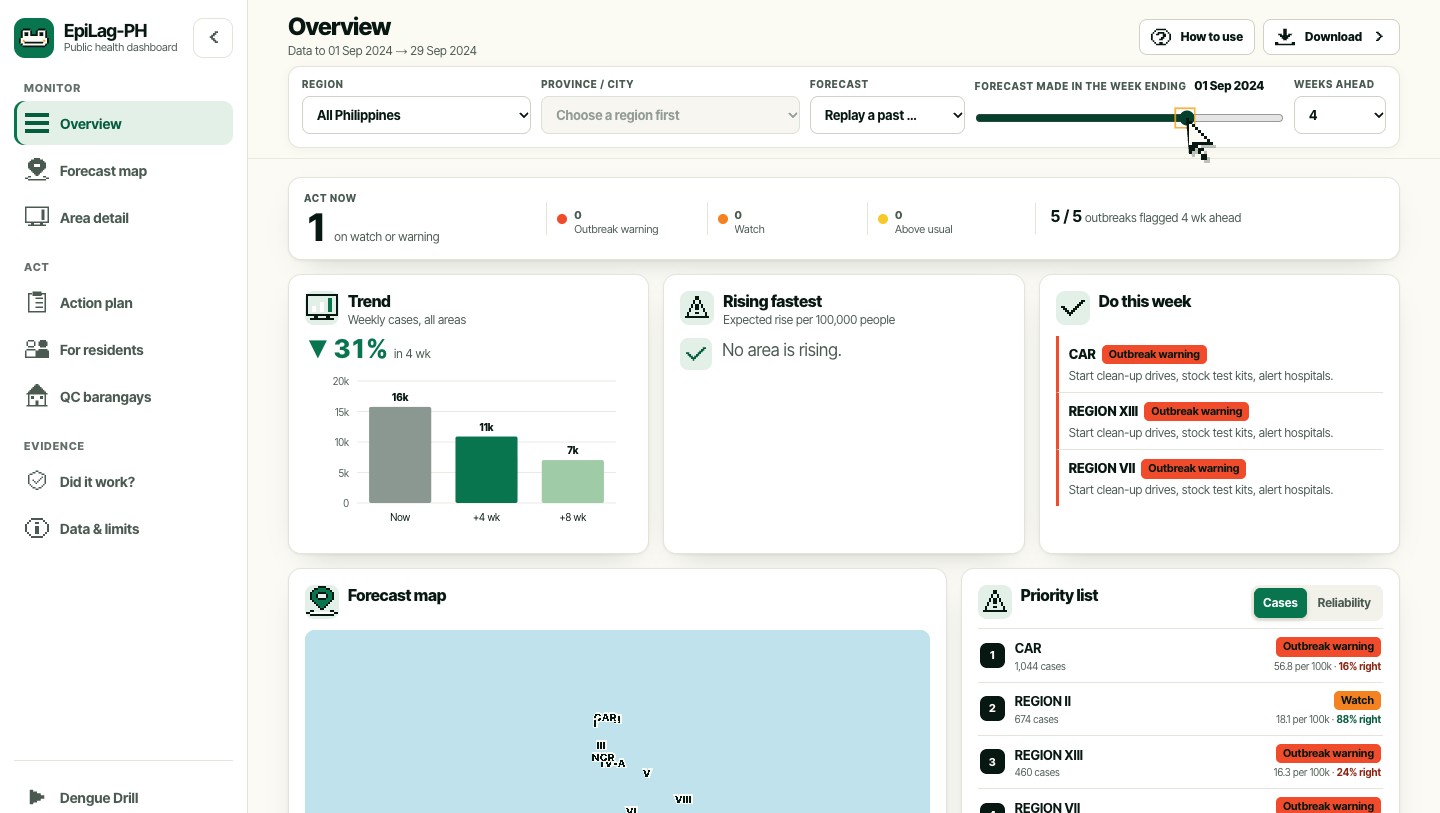 EpiLag-PH
Public health dashboard
MONITOR
Overview
Forecast map
Area detail
ACT
Action plan
For residents
QC barangays
EVIDENCE
Did it work?
Data & limits
Dengue Drill
Overview
Data to 01 Sep 2024 → 29 Sep 2024
How to use
Download
REGION
All Philippines
PROVINCE / CITY
Choose a region first
FORECAST
Replay a past ...
FORECAST MADE IN THE WEEK ENDING 01 Sep 2024
WEEKS AHEAD
4
ACT NOW
1 on watch or warning
0
Outbreak warning
0
Watch
0
Above usual
5 / 5 outbreaks flagged 4 wk ahead
Trend
Weekly cases, all areas
▼ 31% in 4 wk
20k
15k
10k
5k
0
16k
11k
7k
Now
+4 wk
+8 wk
Rising fastest
Expected rise per 100,000 people
No area is rising.
Do this week
CAR Outbreak warning
Start clean-up drives, stock test kits, alert hospitals.
REGION XIII Outbreak warning
Start clean-up drives, stock test kits, alert hospitals.
REGION VII Outbreak warning
Start clean-up drives, stock test kits, alert hospitals.
Forecast map
CAR
III
NCR
IV-A
V
VIII
VI
Priority list
Cases
Reliability
1
CAR
1,044 cases
Outbreak warning
56.8 per 100k · 16% right
2
REGION II
674 cases
Watch
18.1 per 100k · 88% right
3
REGION XIII
460 cases
Outbreak warning
16.3 per 100k · 24% right
REGION VII
Outbreak warning